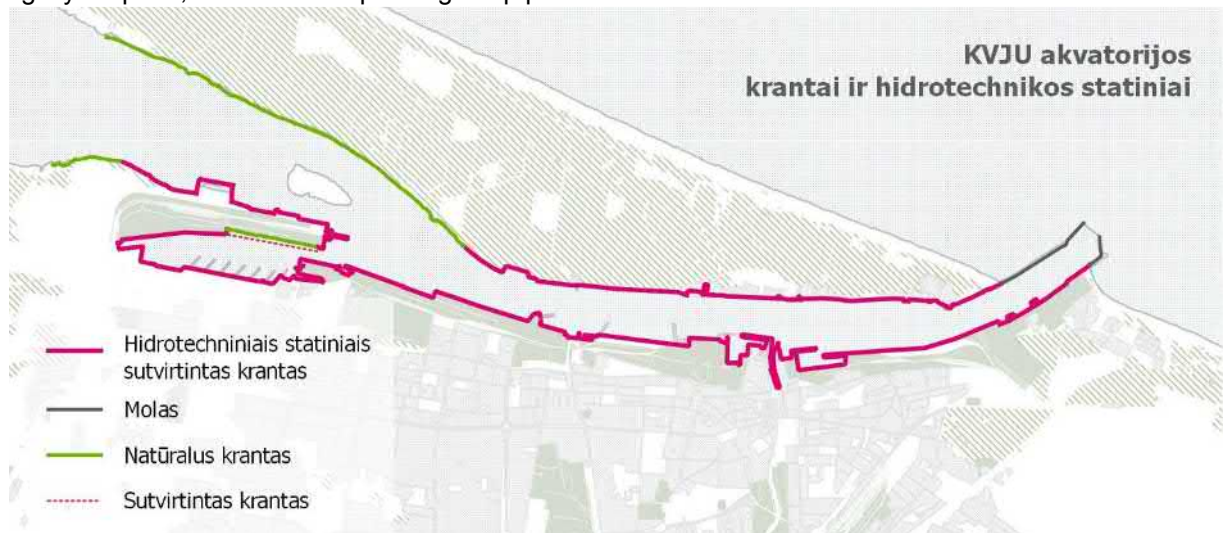 KVJU akvatorijos
krantai ir hidrotechnikos statiniai
Hidrotechniniais statiniais
sutvirtintas krantas
Molas
Natūralus krantas
Sutvirtintas krantas